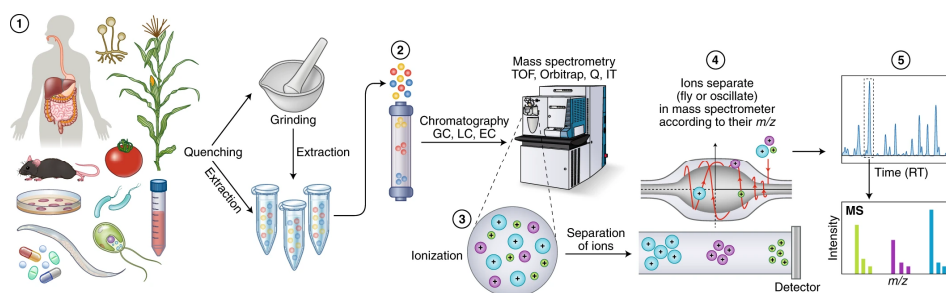 1
Quenching
Grinding
Extraction
Extraction
2
Chromatography
GC, LC, EC
Mass spectrometry
TOF, Orbitrap, Q, IT
3
Ionization
Separation
of ions
4
Ions separate
(fly or oscillate)
in mass spectrometer
according to their m/z
Detector
5
Time (RT)
MS
Intensity
m/z